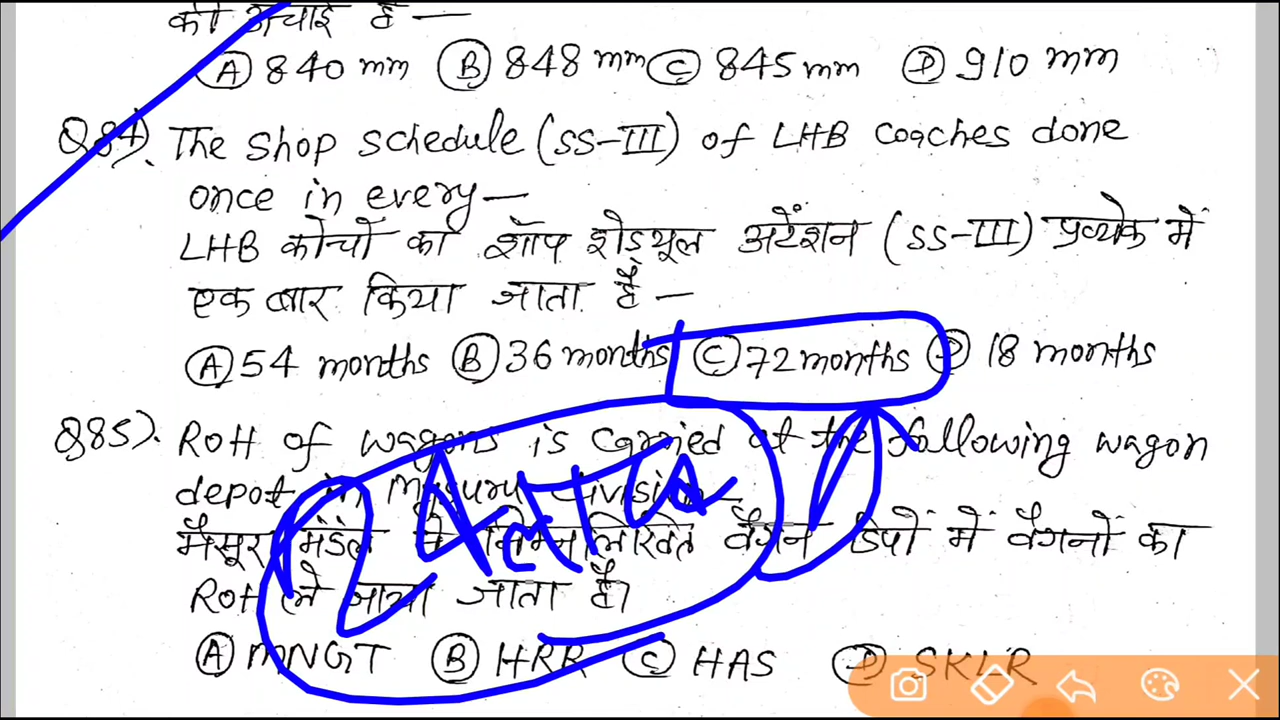 की ऊंचाई है —
(A) 840 mm (B) 848 mm (C) 845 mm (D) 910 mm
Q84). The shop schedule (SS-III) of LHB coaches done
once in every —
LHB कोचों का शॉप शेड्यूल अटेंशन (SS-III) प्रत्येक में
एक बार किया जाता है —
(A) 54 months (B) 36 months (C) 72 months (D) 18 months
Q85). ROH of wagons is carried at the following wagon
depot in Mysuru division —
मैसूर मंडल में निम्नलिखित वैगन डिपों में वैगनों का
ROH जाता है।
(A) MNGT (B) HRR (C) HAS (D) SKLR